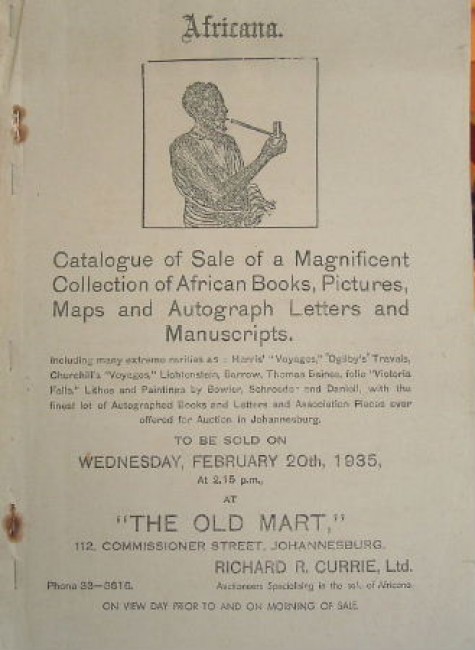 Africana.
Catalogue of Sale of a Magnificent
Collection of African Books, Pictures,
Maps and Autograph Letters and
Manuscripts.
Including many extreme rarities as : Harris' "Voyages," "Ogilby's" Travels,
Churchill's "Voyages," Lichtenstein, Barrow, Thomas Baines, folio "Victoria
Falls," Lithos and Paintings by Bowler, Schroeder and Daniell, with the
finest lot of Autographed Books and Letters and Association Pieces ever
offered for Auction in Johannesburg.
TO BE SOLD ON
WEDNESDAY, FEBRUARY 20th, 1935,
At 2.15 p.m.,
AT
"THE OLD MART,"
112, COMMISSIONER STREET, JOHANNESBURG.
RICHARD R. CURRIE, Ltd.
Phone 33-3616. Auctioneers Specialising in the sale of Africana
ON VIEW DAY PRIOR TO AND ON MORNING OF SALE